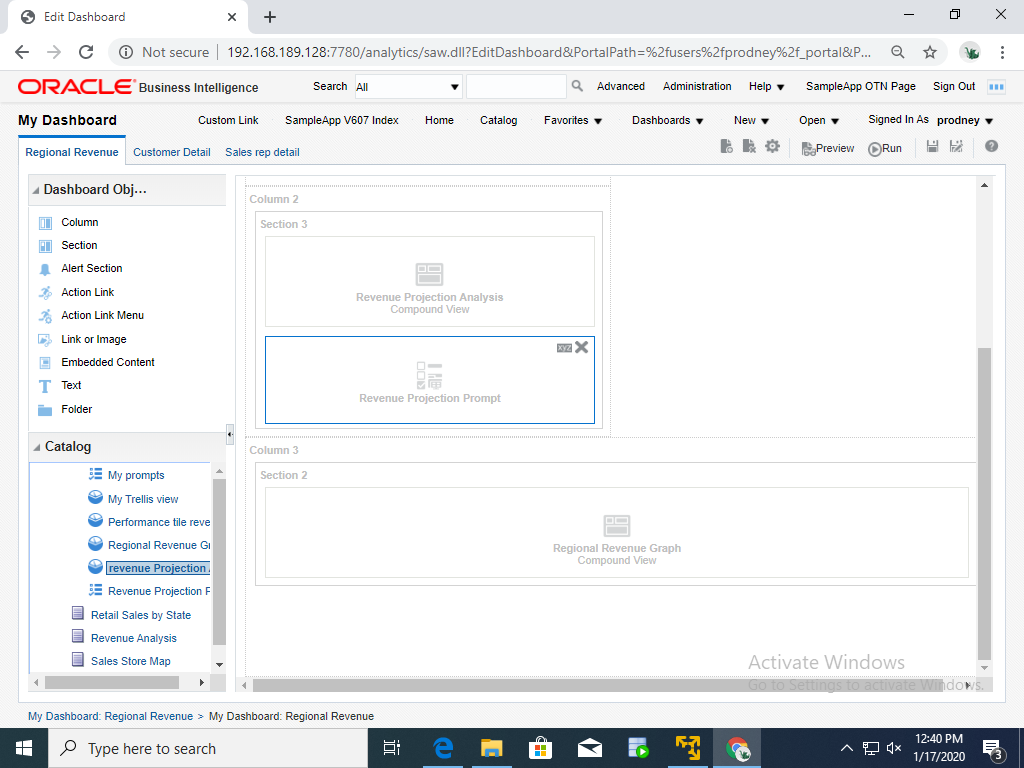 Edit Dashboard
Not secure
192.168.189.128:7780/analytics/saw.dll?EditDashboard&PortalPath=%2fusers%2fprodney%2f_portal&P...
ORACLE Business Intelligence
Search
All
Advanced
Administration
Help
SampleApp OTN Page
Sign Out
My Dashboard
Custom Link
SampleApp V607 Index
Home
Catalog
Favorites
Dashboards
New
Open
Signed In As prodney
Regional Revenue
Customer Detail
Sales rep detail
Preview
Run
Dashboard Obj...
Column
Section
Alert Section
Action Link
Action Link Menu
Link or Image
Embedded Content
Text
Folder
Catalog
My prompts
My Trellis view
Performance tile reve
Regional Revenue Gr
revenue Projection
Revenue Projection P
Retail Sales by State
Revenue Analysis
Sales Store Map
Column 2
Section 3
Revenue Projection Analysis
Compound View
xyz
Revenue Projection Prompt
Column 3
Section 2
Regional Revenue Graph
Compound View
Activate Windows
Go to Settings to activate Windows.
My Dashboard: Regional Revenue > My Dashboard: Regional Revenue
Type here to search
12:40 PM
1/17/2020
3